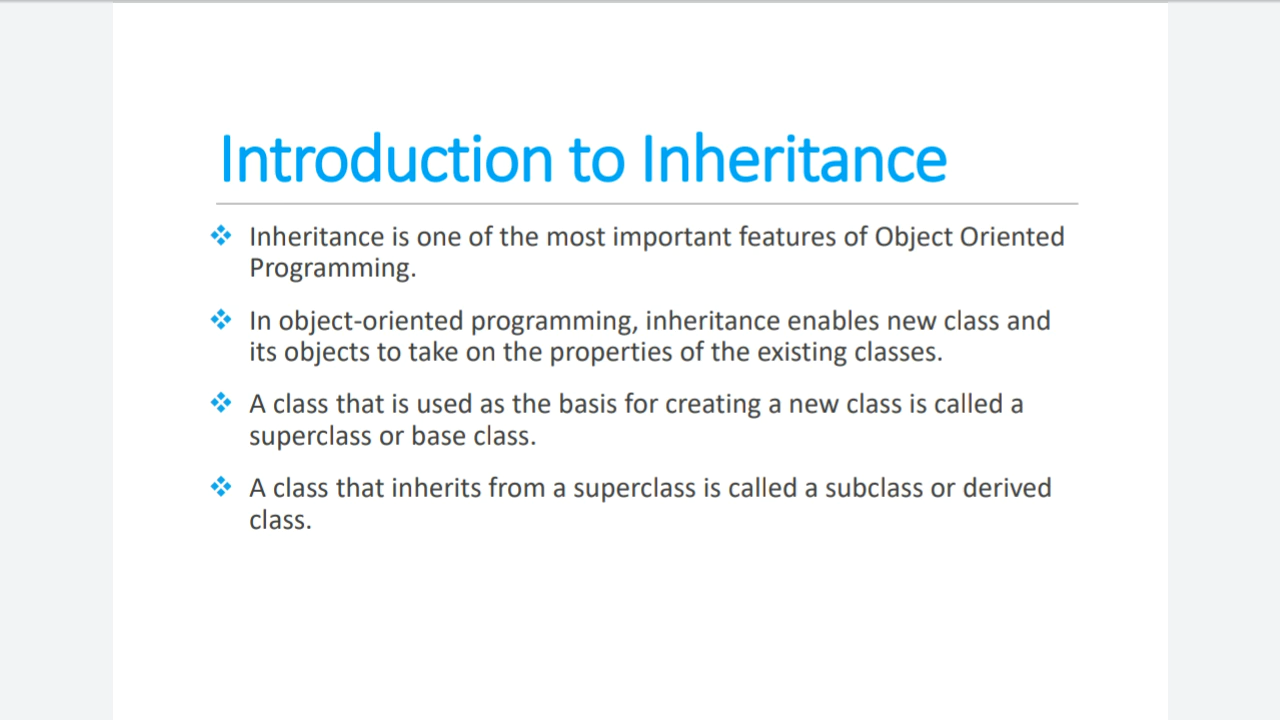 Introduction to Inheritance
Inheritance is one of the most important features of Object Oriented
Programming.
In object-oriented programming, inheritance enables new class and
its objects to take on the properties of the existing classes.
A class that is used as the basis for creating a new class is called a
superclass or base class.
A class that inherits from a superclass is called a subclass or derived
class.